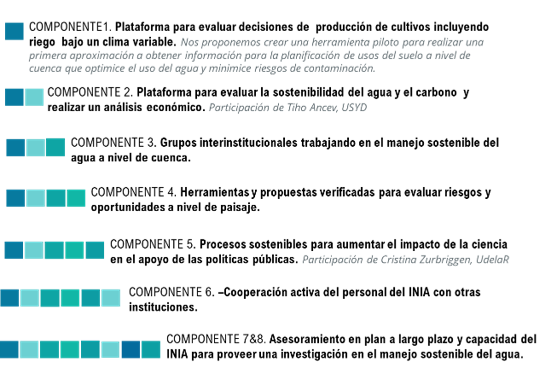 COMPONENTE1. Plataforma para evaluar decisiones de producción de cultivos incluyendo
riego bajo un clima variable. Nos proponemos crear una herramienta piloto para realizar una
primera aproximación a obtener información para la planificación de usos del suelo a nivel de
cuenca que optimice el uso del agua y minimice riesgos de contaminación.
COMPONENTE 2. Plataforma para evaluar la sostenibilidad del agua y el carbono y
realizar un análisis económico. Participación de Tiho Ancev, USYD
COMPONENTE 3. Grupos interinstitucionales trabajando en el manejo sostenible del
agua a nivel de cuenca.
COMPONENTE 4. Herramientas y propuestas verificadas para evaluar riesgos y
oportunidades a nivel de paisaje.
COMPONENTE 5. Procesos sostenibles para aumentar el impacto de la ciencia
en el apoyo de las políticas públicas. Participación de Cristina Zurbriggen, UdelaR
COMPONENTE 6. –Cooperación activa del personal del INIA con otras
instituciones.
COMPONENTE 7&8. Asesoramiento en plan a largo plazo y capacidad del
INIA para proveer una investigación en el manejo sostenible del agua.